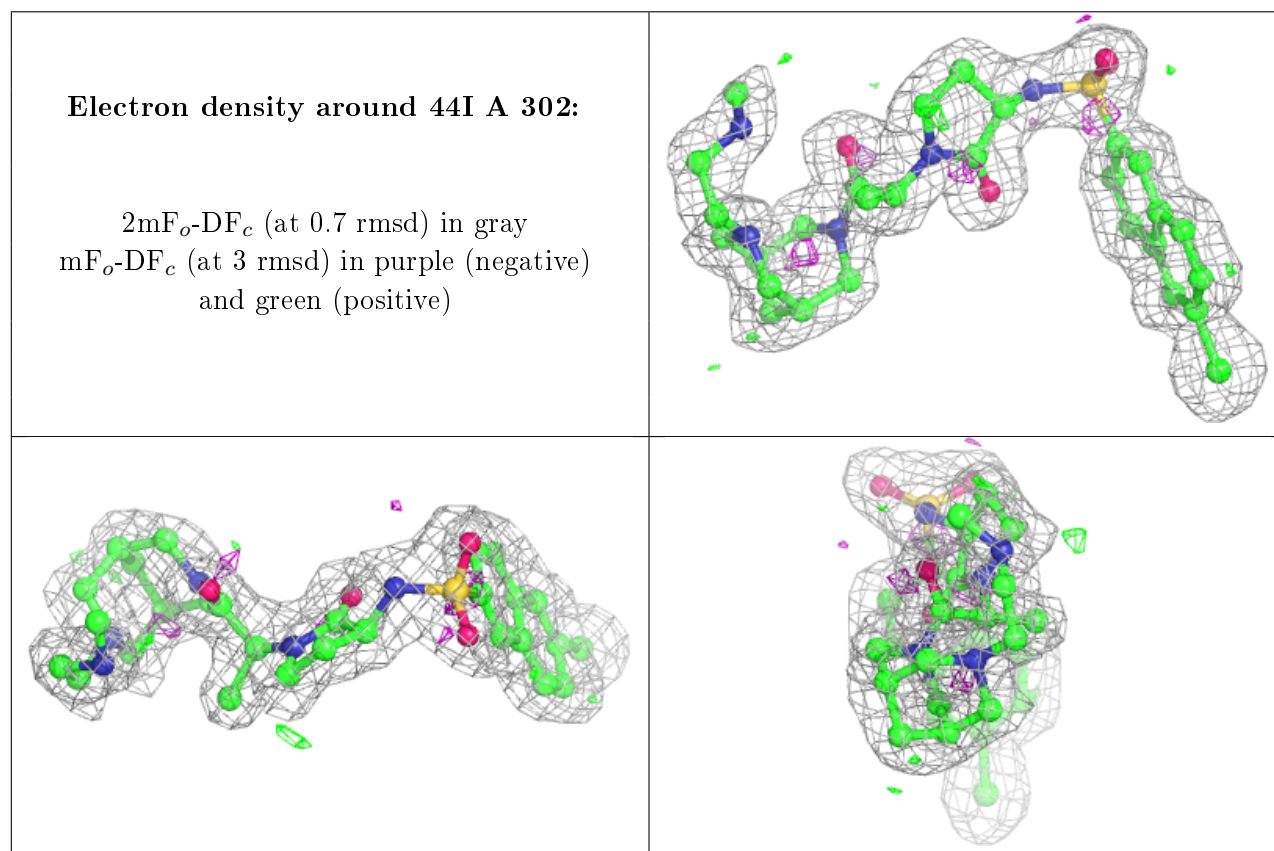 Electron density around 44I A 302:
2mFₒ-DF𝒸 (at 0.7 rmsd) in gray
mFₒ-DF𝒸 (at 3 rmsd) in purple (negative)
and green (positive)